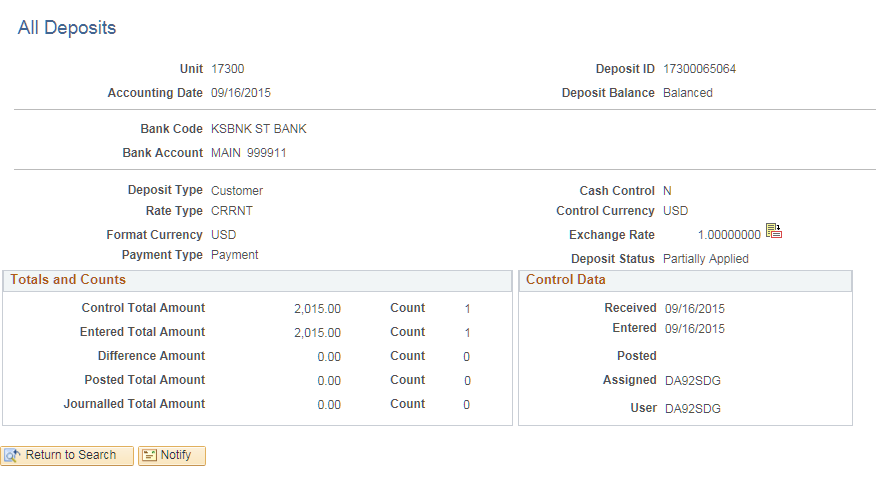 All Deposits
Unit 17300 Deposit ID 17300065064
Accounting Date 09/16/2015 Deposit Balance Balanced
Bank Code KSBNK ST BANK
Bank Account MAIN 999911
Deposit Type Customer Cash Control N
Rate Type CRRNT Control Currency USD
Format Currency USD Exchange Rate 1.00000000
Payment Type Payment Deposit Status Partially Applied
Totals and Counts Control Data
Control Total Amount 2,015.00 Count 1 Received 09/16/2015
Entered Total Amount 2,015.00 Count 1 Entered 09/16/2015
Difference Amount 0.00 Count 0 Posted
Posted Total Amount 0.00 Count 0 Assigned DA92SDG
Journalled Total Amount 0.00 Count 0 User DA92SDG
Return to Search Notify